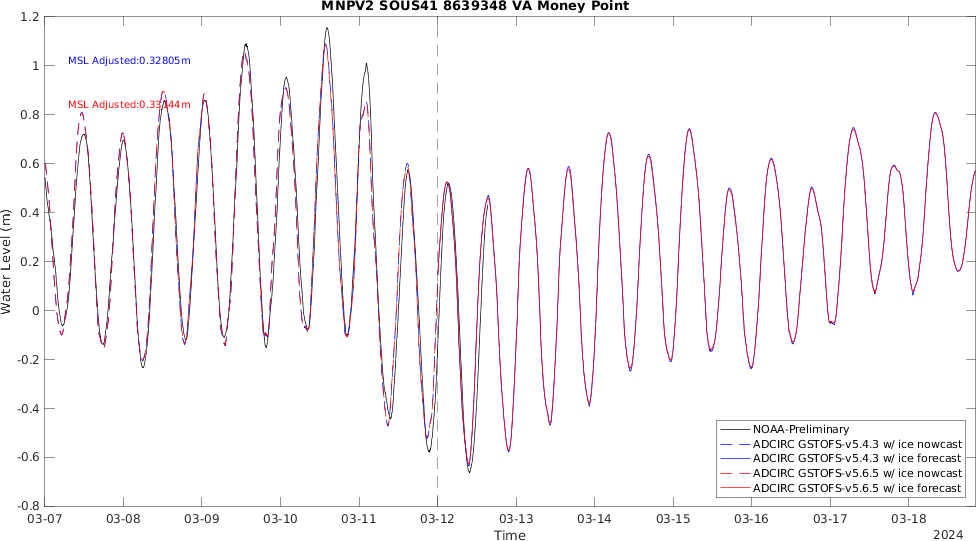 MNPV2 SOUS41 8639348 VA Money Point
1.2
1
0.8
0.6
0.4
0.2
0
-0.2
-0.4
-0.6
-0.8
Water Level (m)
MSL Adjusted:0.32805m
MSL Adjusted:0.33144m
NOAA-Preliminary
ADCIRC GSTOFS-v5.4.3 w/ ice nowcast
ADCIRC GSTOFS-v5.4.3 w/ ice forecast
ADCIRC GSTOFS-v5.6.5 w/ ice nowcast
ADCIRC GSTOFS-v5.6.5 w/ ice forecast
03-07 03-08 03-09 03-10 03-11 03-12 03-13 03-14 03-15 03-16 03-17 03-18
Time
2024